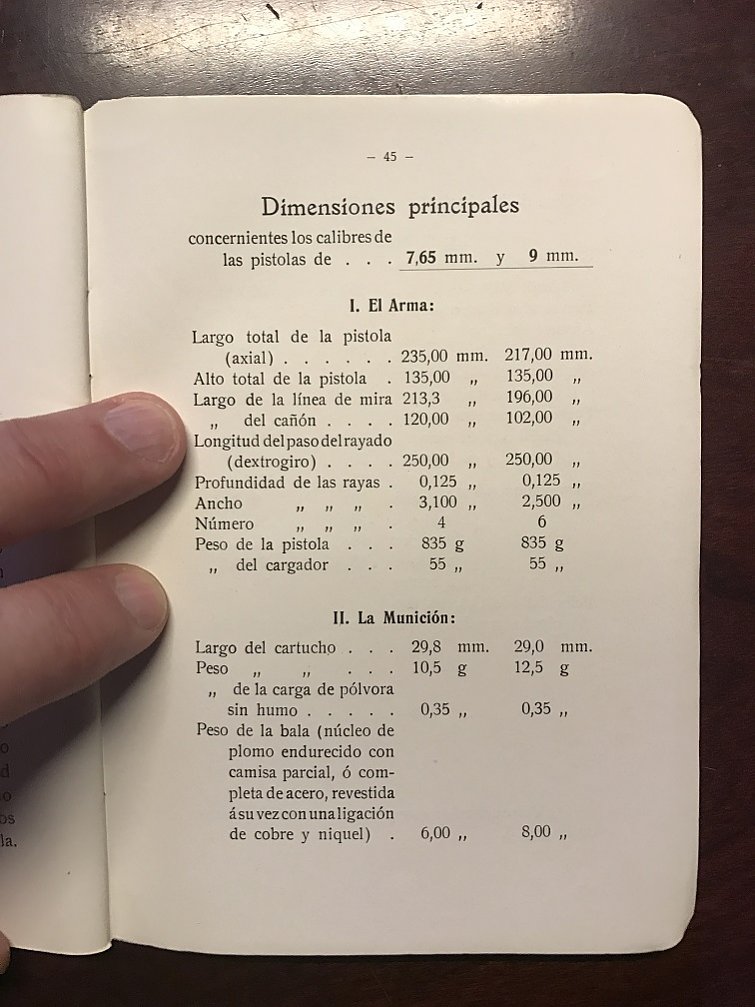 — 45 —
Dimensiones principales
concernientes los calibres de
las pistolas de . . . 7,65 mm. y 9 mm.
I. El Arma:
Largo total de la pistola
(axial) . . . . . . 235,00 mm. 217,00 mm.
Alto total de la pistola . 135,00 „ 135,00 „
Largo de la línea de mira 213,3 „ 196,00 „
„ del cañón . . . . 120,00 „ 102,00 „
Longitud del paso del rayado
(dextrogiro) . . . . 250,00 „ 250,00 „
Profundidad de las rayas . 0,125 „ 0,125 „
Ancho „ „ „ . 3,100 „ 2,500 „
Número „ „ „ . 4 6
Peso de la pistola . . . 835 g 835 g
„ del cargador . . . 55 „ 55 „
II. La Munición:
Largo del cartucho . . . 29,8 mm. 29,0 mm.
Peso „ „ . . . 10,5 g 12,5 g
„ de la carga de pólvora
sin humo . . . . . 0,35 „ 0,35 „
Peso de la bala (núcleo de
plomo endurecido con
camisa parcial, ó com-
pleta de acero, revestida
á su vez con una ligación
de cobre y niquel) . 6,00 „ 8,00 „